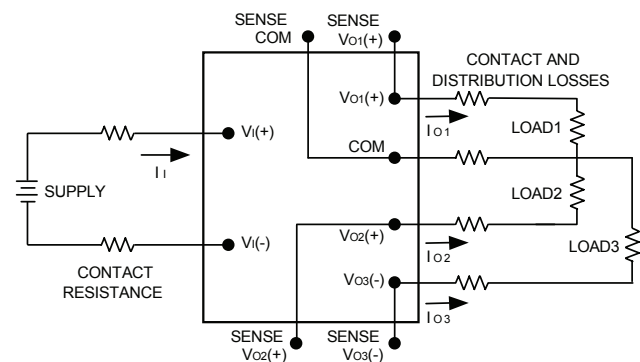 SENSE
COM
SENSE
VO1(+)
CONTACT AND
DISTRIBUTION LOSSES
VO1(+)
IO1
LOAD1
VI(+)
II
COM
SUPPLY
LOAD2
VO2(+)
IO2
LOAD3
VI(-)
CONTACT
RESISTANCE
VO3(-)
IO3
SENSE
VO2(+)
SENSE
VO3(-)